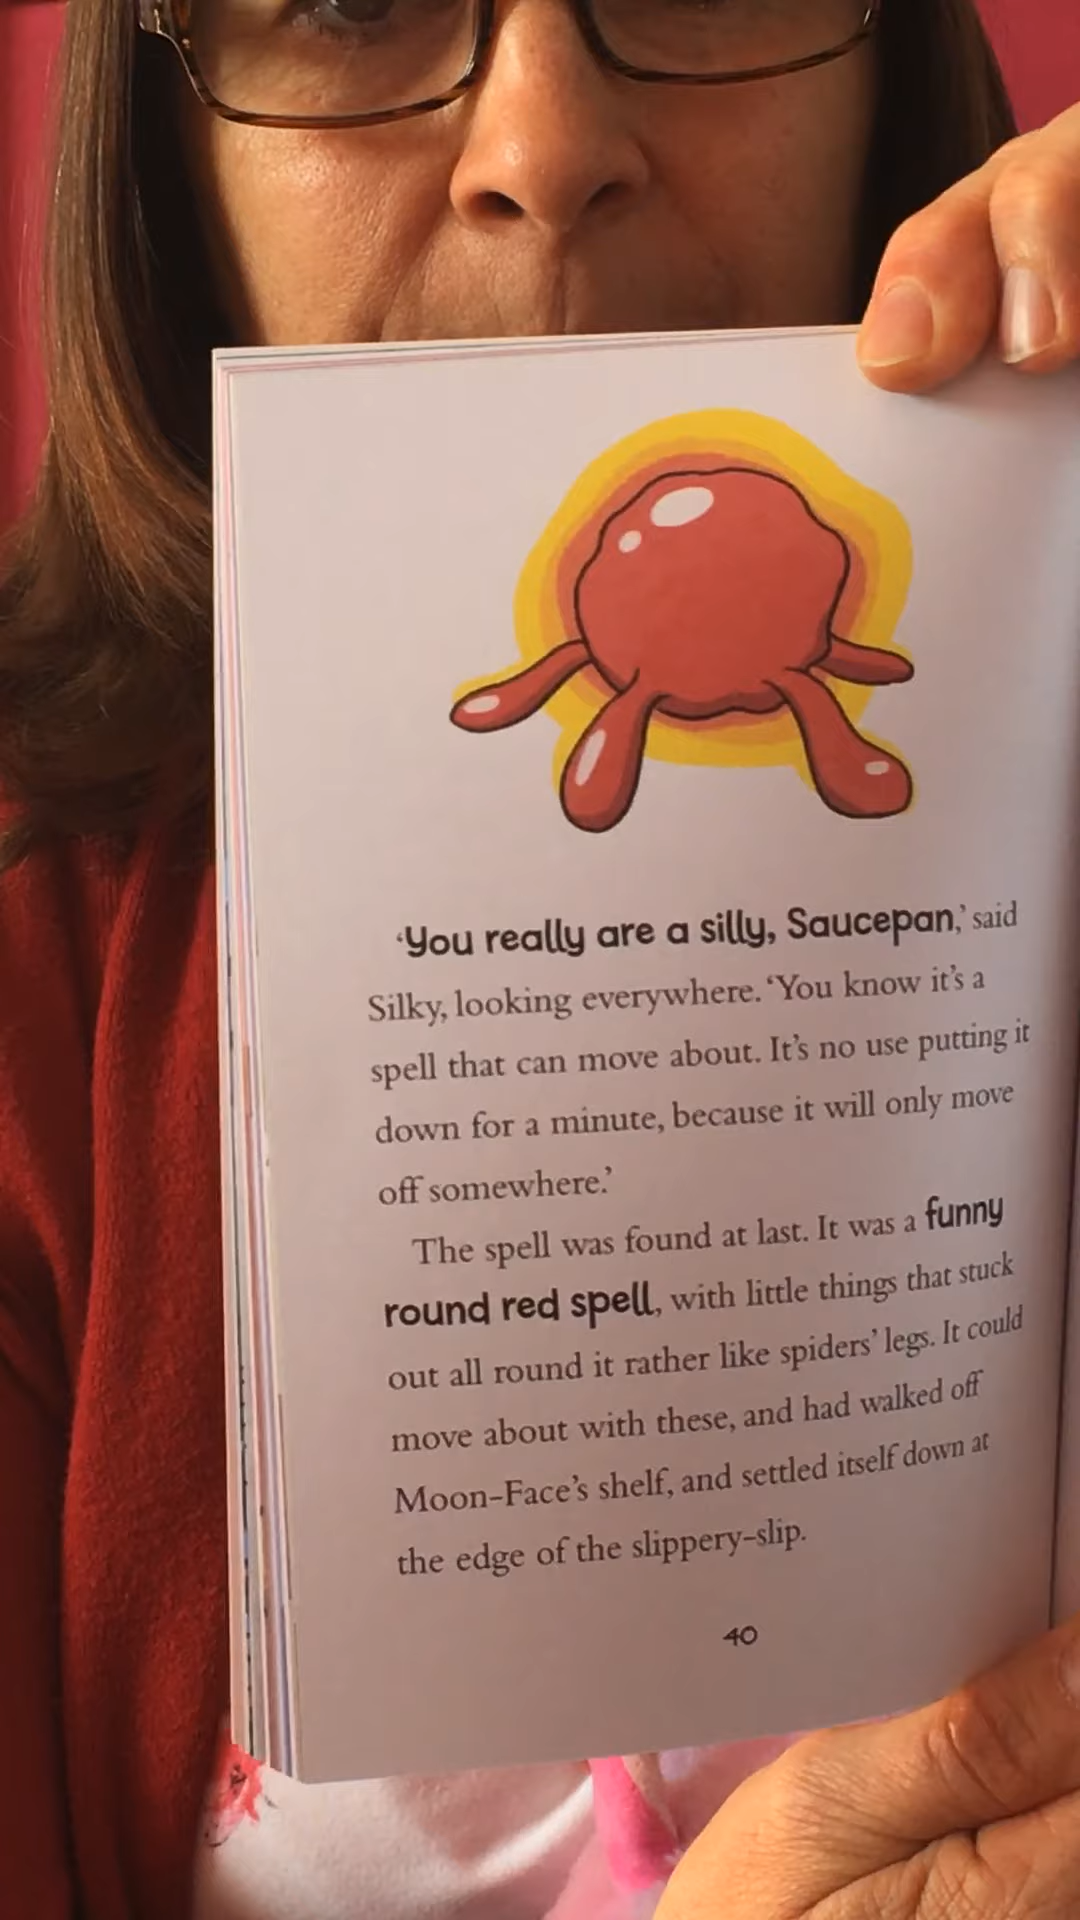 ‘You really are a silly, Saucepan,’ said
Silky, looking everywhere. ‘You know it’s a
spell that can move about. It’s no use putting it
down for a minute, because it will only move
off somewhere.’
The spell was found at last. It was a funny
round red spell, with little things that stuck
out all round it rather like spiders’ legs. It could
move about with these, and had walked off
Moon-Face’s shelf, and settled itself down at
the edge of the slippery-slip.
40